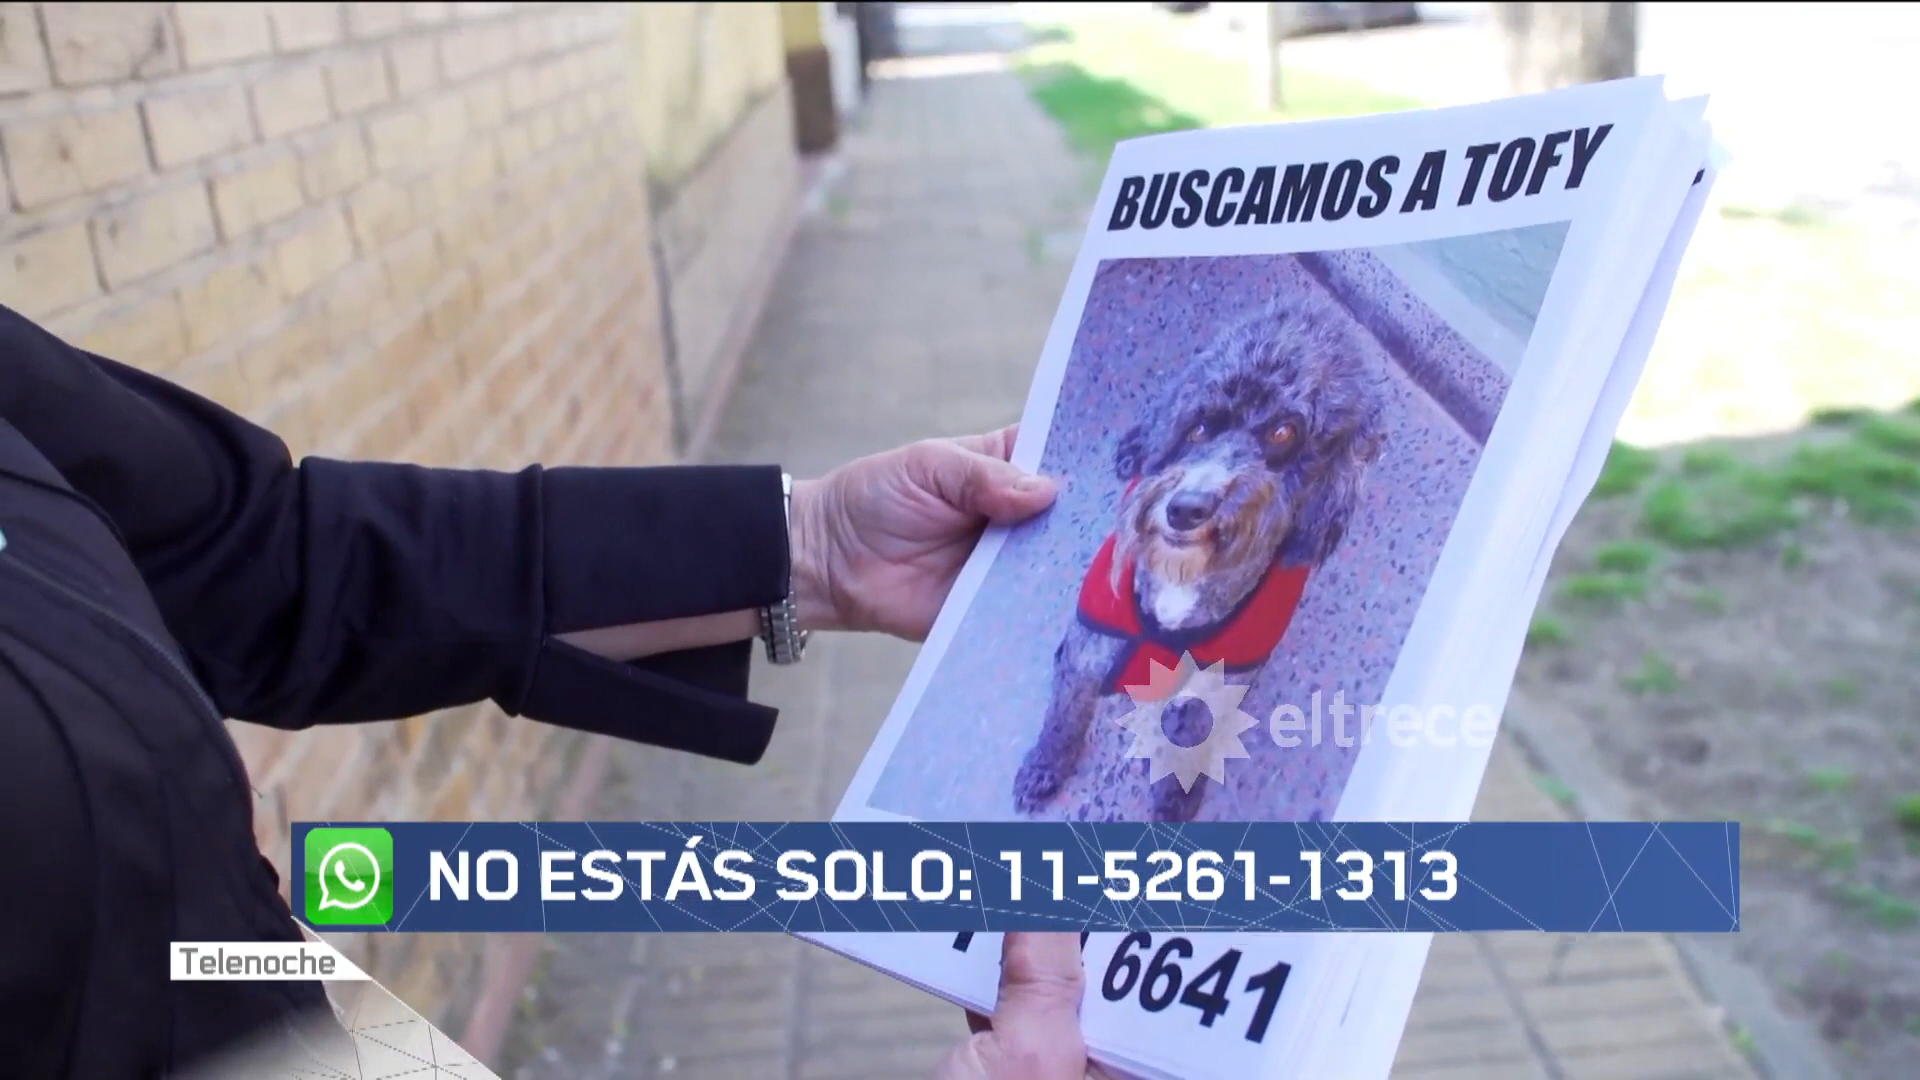 BUSCAMOS A TOFY
eltrece
NO ESTÁS SOLO: 11-5261-1313
Telenoche
6641